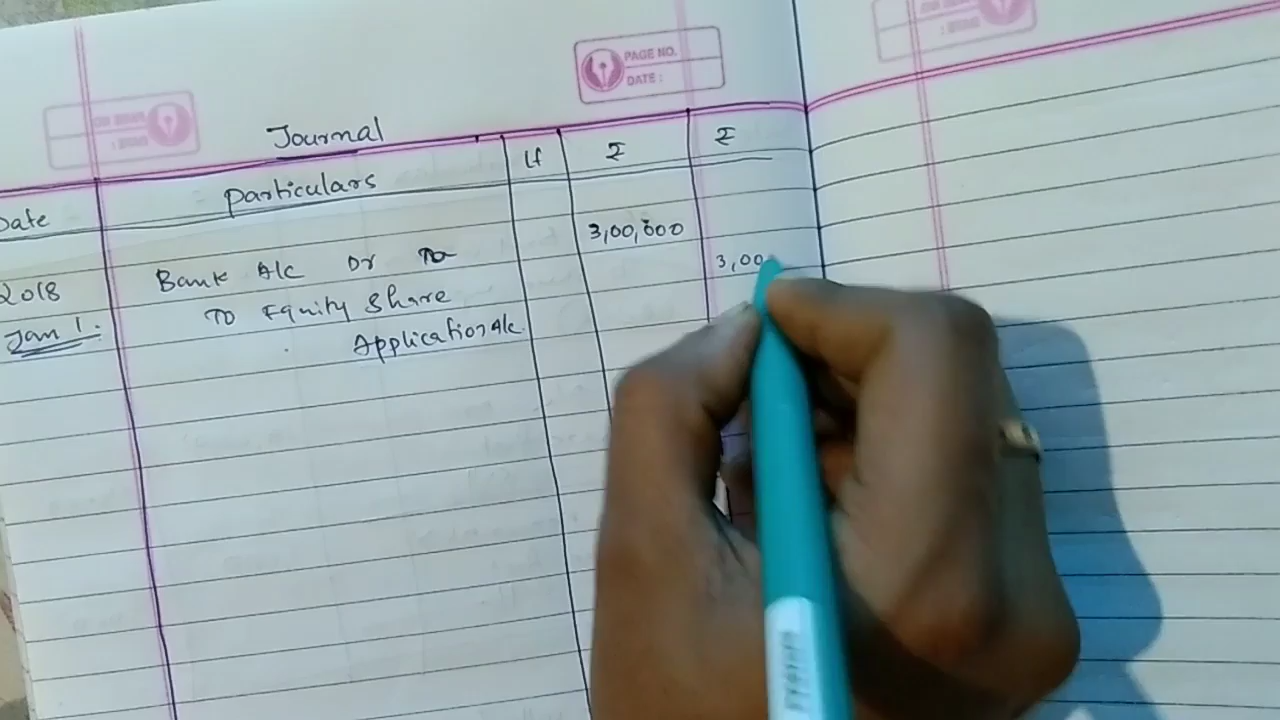 PAGE NO.
DATE :
Journal
Date Particulars Lf ₹ ₹
2018 Bank A/c Dr To 3,00,000
Jan 1. To Equity Share 3,00
Application A/c.